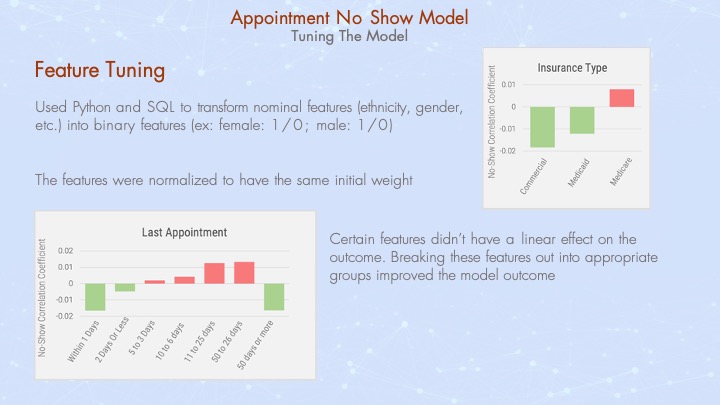 Appointment No Show Model
Tuning The Model
Feature Tuning
Used Python and SQL to transform nominal features (ethnicity, gender,
etc.) into binary features (ex: female: 1/0; male: 1/0)
The features were normalized to have the same initial weight
Insurance Type
No-Show Correlation Coefficient
0.01
0
-0.01
-0.02
Commercial
Medicaid
Medicare
Last Appointment
No-Show Correlation Coefficient
0.02
0.01
0
-0.01
-0.02
Within 1 Days
2 Days Or Less
5 to 3 Days
10 to 6 days
11 to 25 days
50 to 26 days
50 days or more
Certain features didn't have a linear effect on the
outcome. Breaking these features out into appropriate
groups improved the model outcome